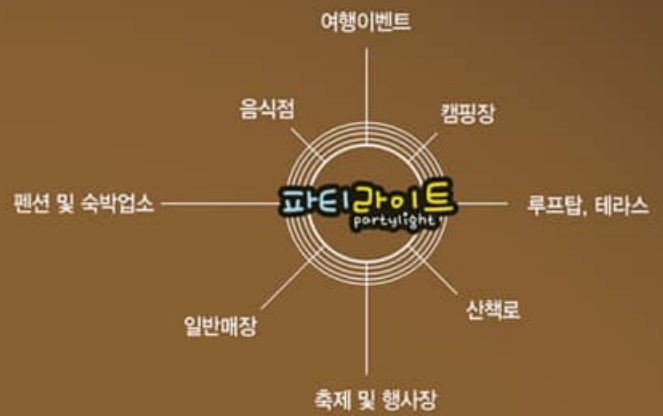 여행이벤트
음식점
캠핑장
펜션 및 숙박업소
파티라이트
partylight
루프탑, 테라스
일반매장
산책로
축제 및 행사장